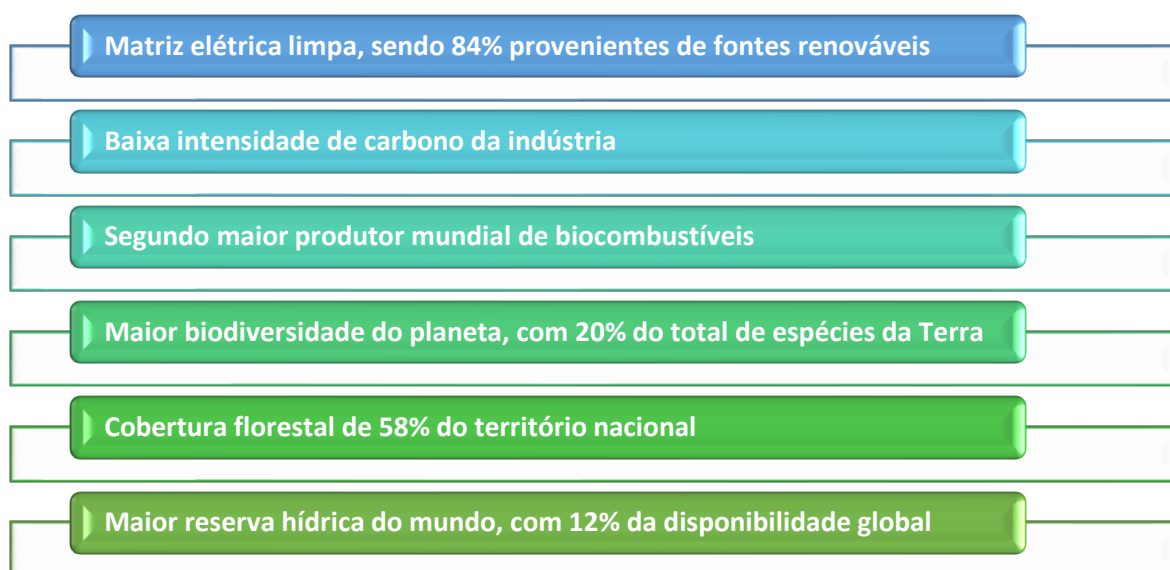 Matriz elétrica limpa, sendo 84% provenientes de fontes renováveis
Baixa intensidade de carbono da indústria
Segundo maior produtor mundial de biocombustíveis
Maior biodiversidade do planeta, com 20% do total de espécies da Terra
Cobertura florestal de 58% do território nacional
Maior reserva hídrica do mundo, com 12% da disponibilidade global